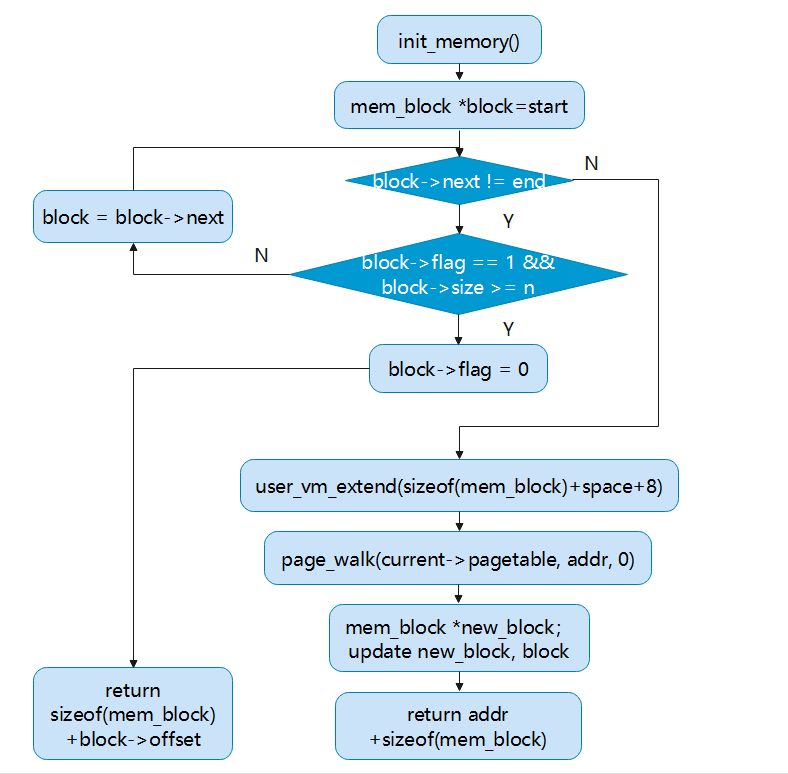 init_memory()
mem_block *block=start
block->next != end
N
block = block->next
Y
N
block->flag == 1 &&
block->size >= n
Y
block->flag = 0
user_vm_extend(sizeof(mem_block)+space+8)
page_walk(current->pagetable, addr, 0)
mem_block *new_block;
update new_block, block
return
sizeof(mem_block)
+block->offset
return addr
+sizeof(mem_block)